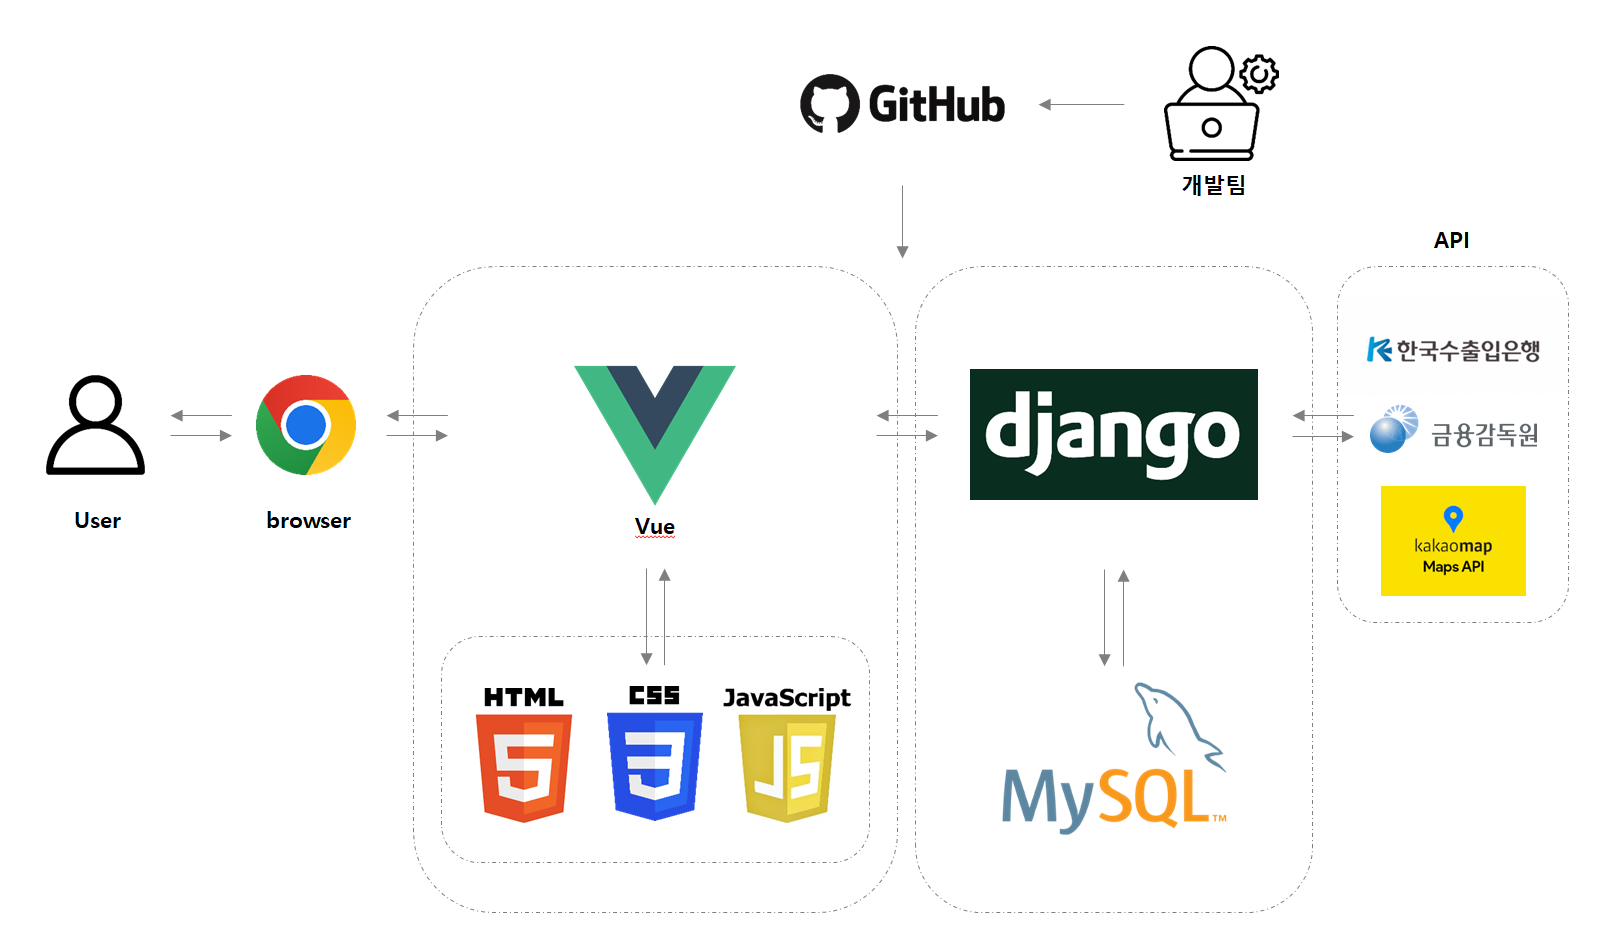 GitHub
개발팀
API
한국수출입은행
금융감독원
kakaomap
Maps API
django
User
browser
Vue
HTML
CSS
JavaScript
5
3
JS
MySQL™